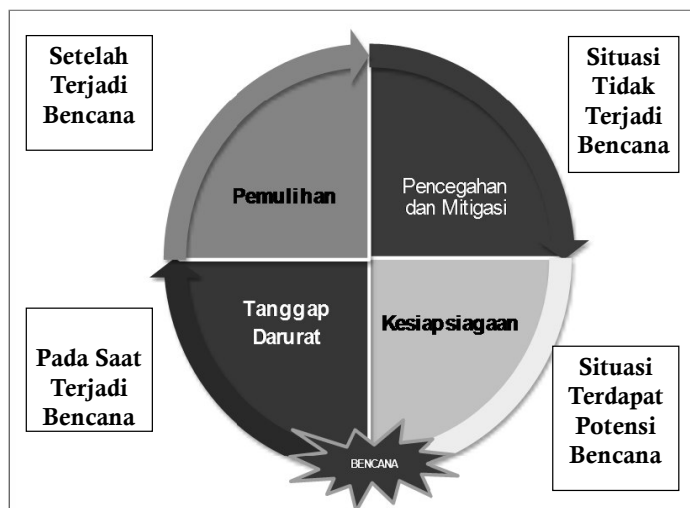 Setelah
Terjadi
Bencana
Situasi
Tidak
Terjadi
Bencana
Pemulihan
Pencegahan
dan Mitigasi
Tanggap
Darurat
Kesiapsiagaan
Pada Saat
Terjadi
Bencana
Situasi
Terdapat
Potensi
Bencana
BENCANA